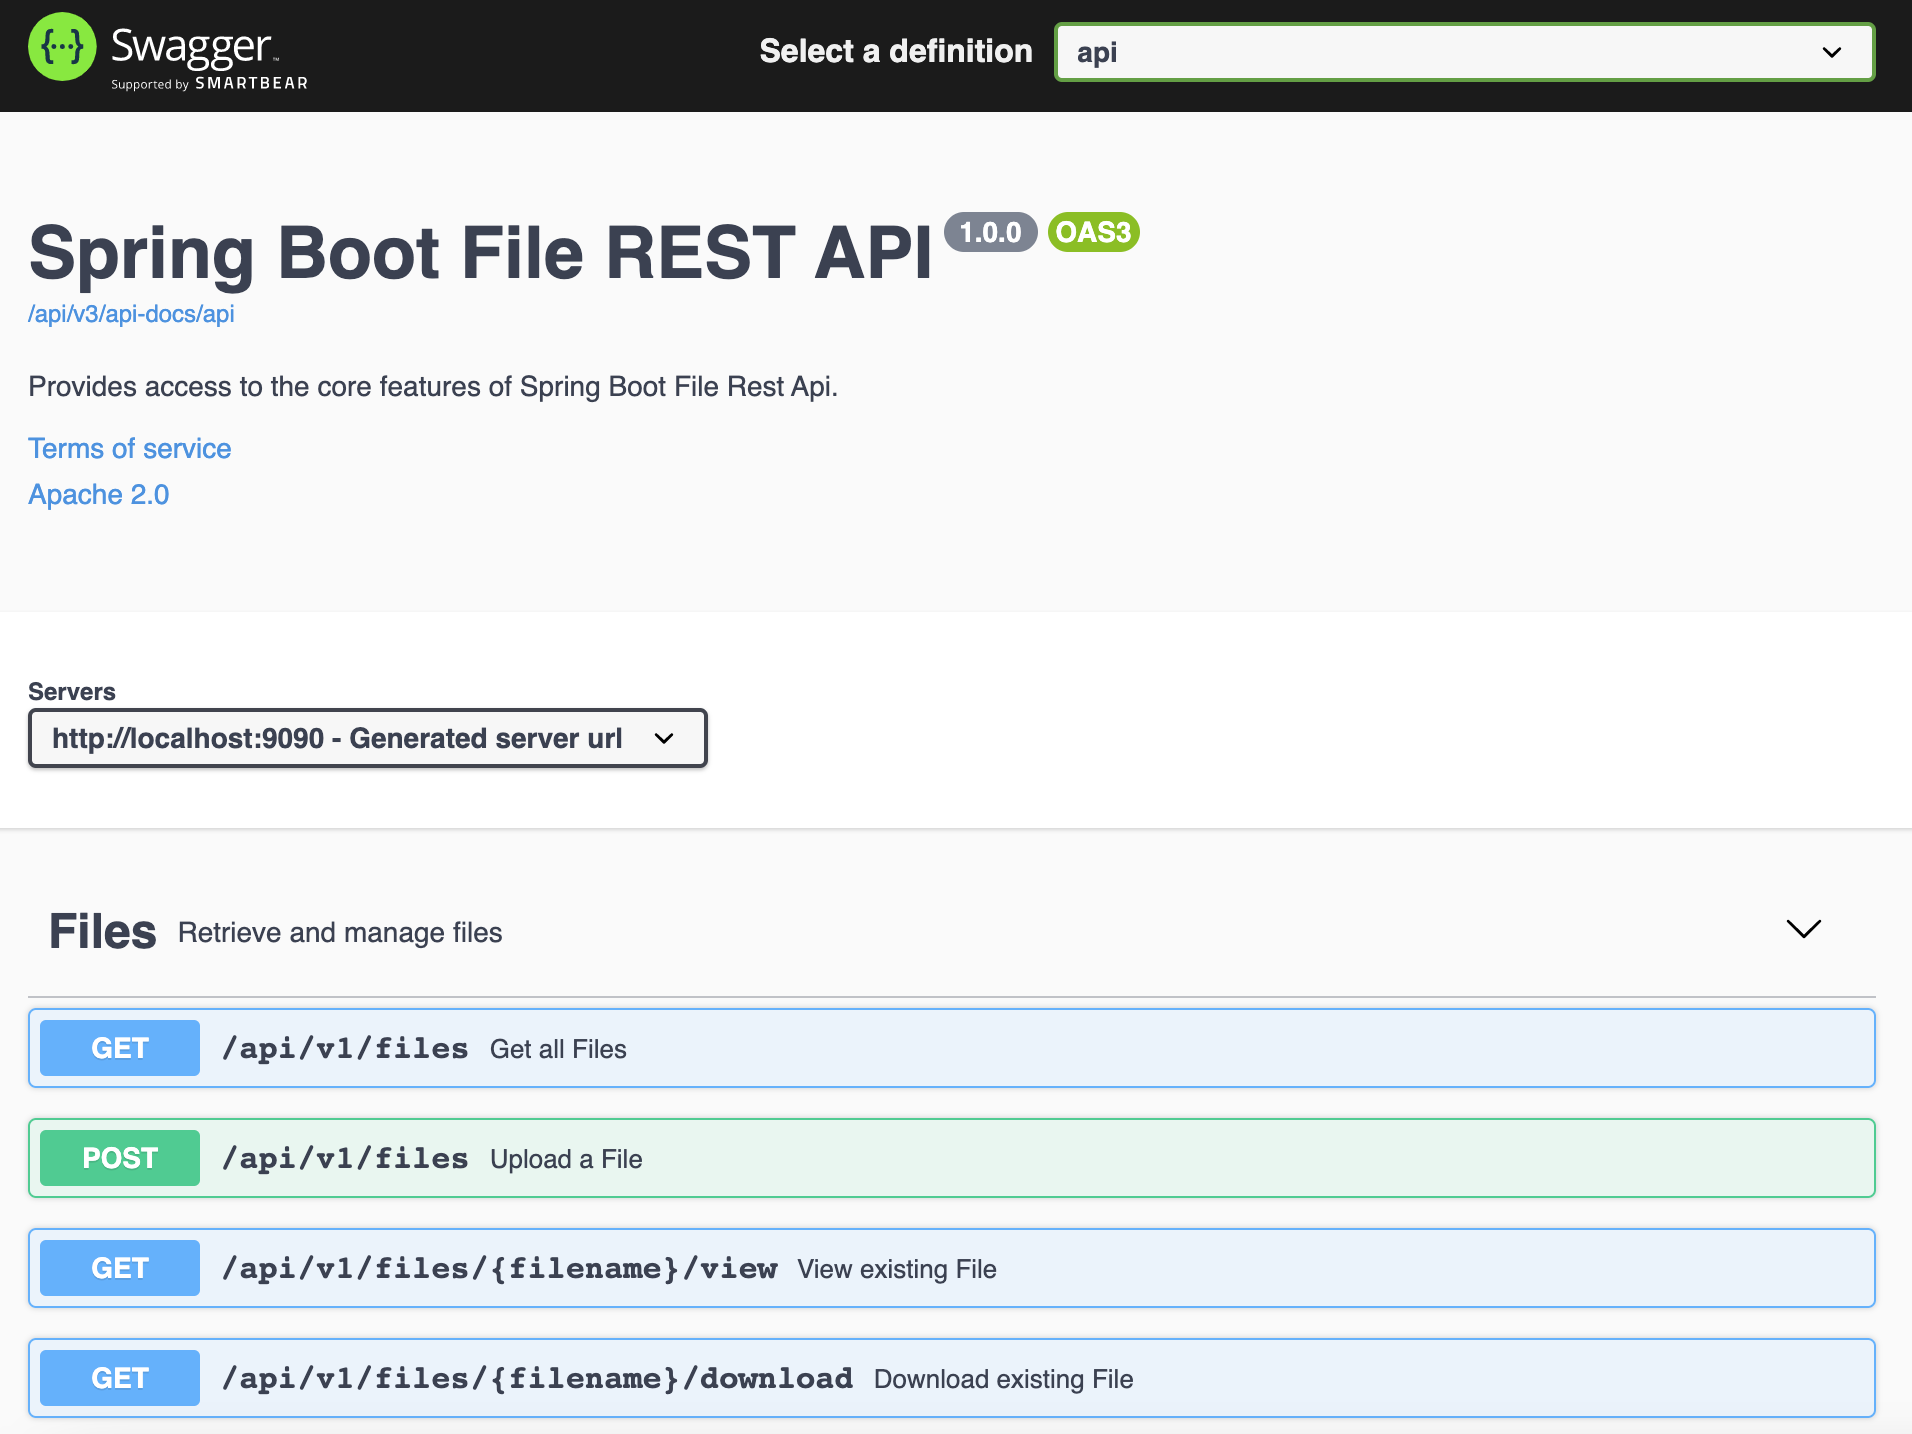 {···} Swagger™
Supported by SMARTBEAR
Select a definition
api
Spring Boot File REST API 1.0.0 OAS3
/api/v3/api-docs/api
Provides access to the core features of Spring Boot File Rest Api.
Terms of service
Apache 2.0
Servers
http://localhost:9090 - Generated server url
Files Retrieve and manage files
GET /api/v1/files Get all Files
POST /api/v1/files Upload a File
GET /api/v1/files/{filename}/view View existing File
GET /api/v1/files/{filename}/download Download existing File